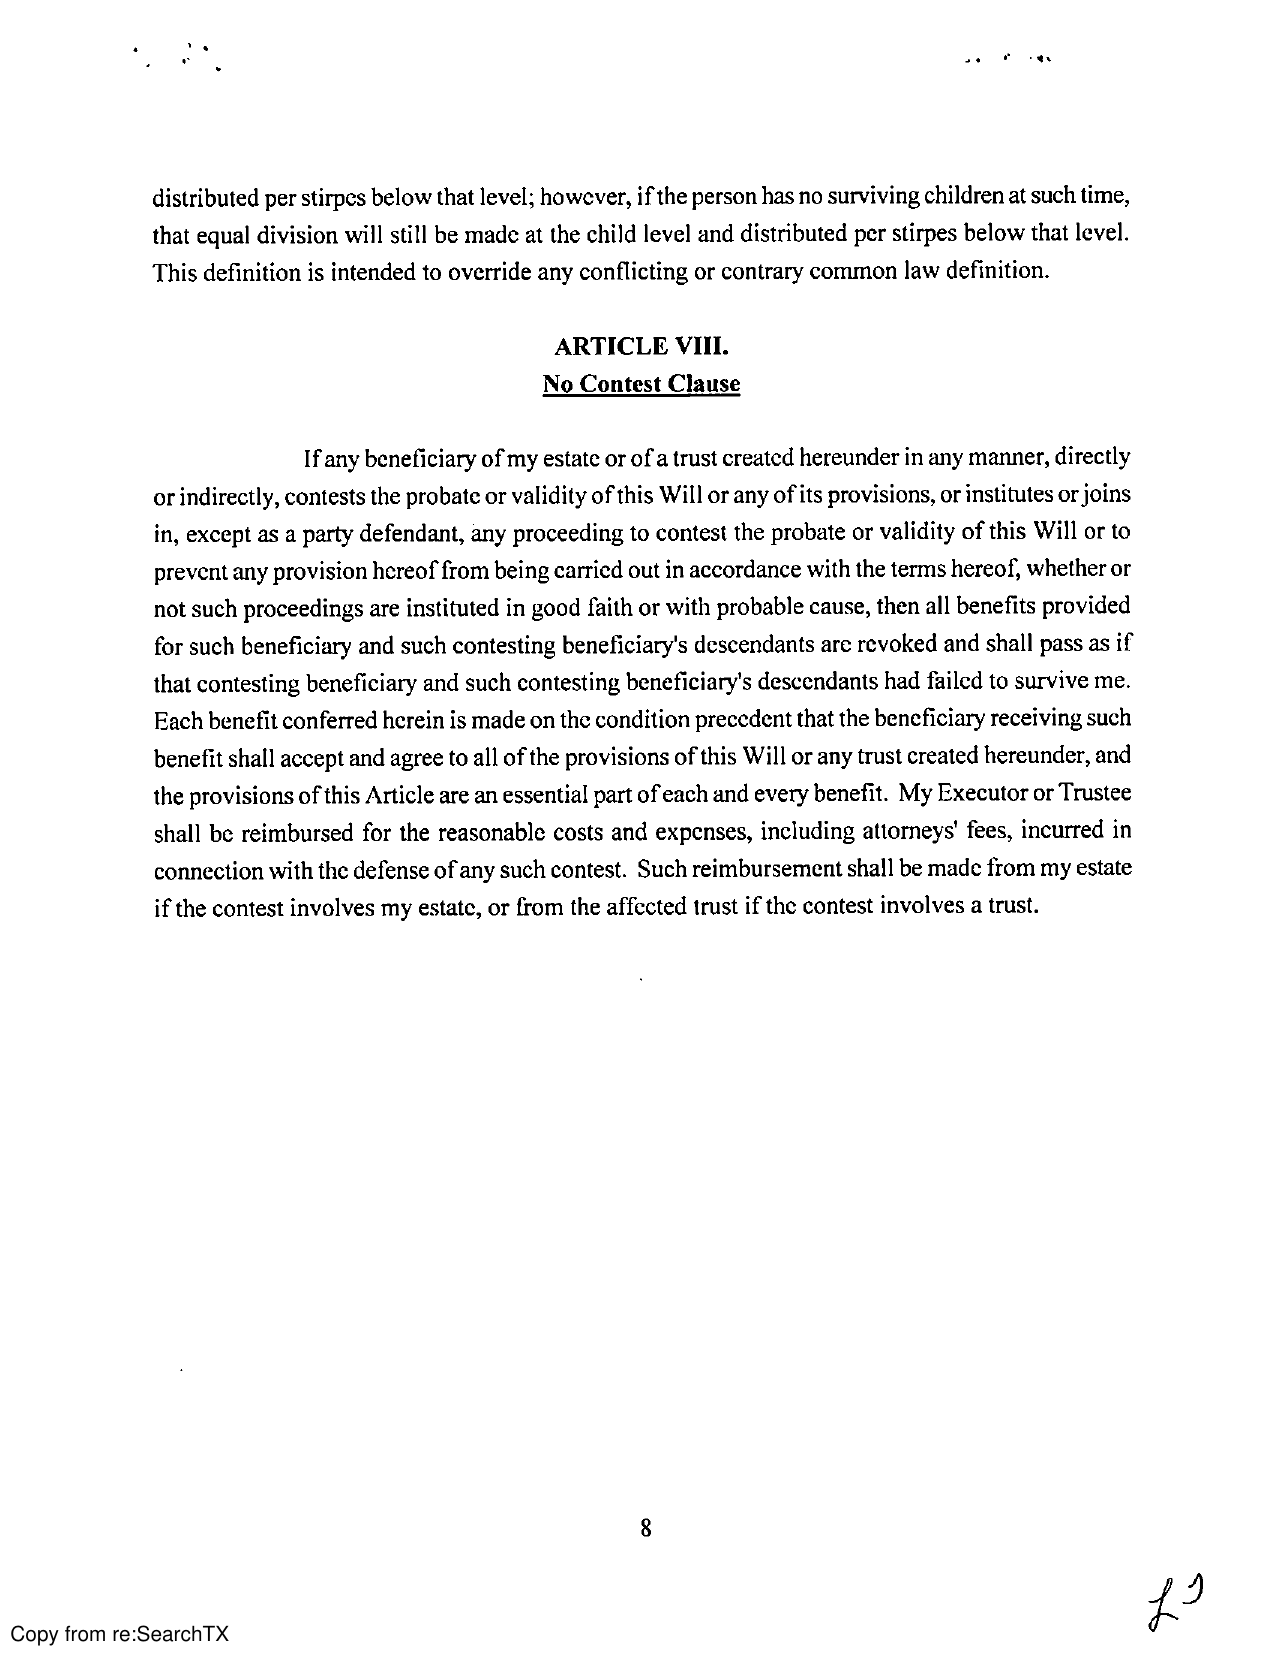 distributed per stirpes below that level; however, if the person has no surviving children at such time,
that equal division will still be made at the child level and distributed per stirpes below that level.
This definition is intended to override any conflicting or contrary common law definition.
ARTICLE VIII.
No Contest Clause
If any beneficiary of my estate or of a trust created hereunder in any manner, directly
or indirectly, contests the probate or validity of this Will or any of its provisions, or institutes or joins
in, except as a party defendant, any proceeding to contest the probate or validity of this Will or to
prevent any provision hereof from being carried out in accordance with the terms hereof, whether or
not such proceedings are instituted in good faith or with probable cause, then all benefits provided
for such beneficiary and such contesting beneficiary's descendants are revoked and shall pass as if
that contesting beneficiary and such contesting beneficiary's descendants had failed to survive me.
Each benefit conferred herein is made on the condition precedent that the beneficiary receiving such
benefit shall accept and agree to all of the provisions of this Will or any trust created hereunder, and
the provisions of this Article are an essential part of each and every benefit. My Executor or Trustee
shall be reimbursed for the reasonable costs and expenses, including attorneys' fees, incurred in
connection with the defense of any such contest. Such reimbursement shall be made from my estate
if the contest involves my estate, or from the affected trust if the contest involves a trust.
8
Copy from re:SearchTX